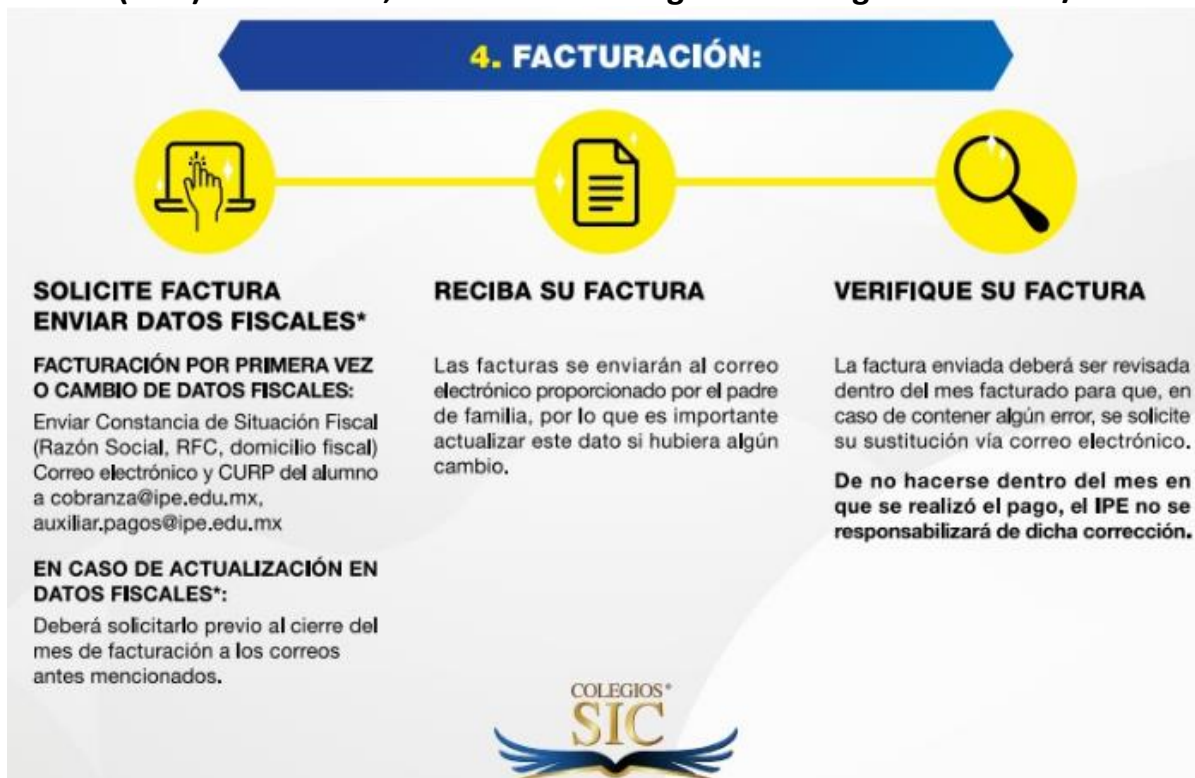 4. FACTURACIÓN:
SOLICITE FACTURA
ENVIAR DATOS FISCALES*
FACTURACIÓN POR PRIMERA VEZ
O CAMBIO DE DATOS FISCALES:
Enviar Constancia de Situación Fiscal
(Razón Social, RFC, domicilio fiscal)
Correo electrónico y CURP del alumno
a cobranza@ipe.edu.mx,
auxiliar.pagos@ipe.edu.mx
EN CASO DE ACTUALIZACIÓN EN
DATOS FISCALES*:
Deberá solicitarlo previo al cierre del
mes de facturación a los correos
antes mencionados.
RECIBA SU FACTURA
Las facturas se enviarán al correo
electrónico proporcionado por el padre
de familia, por lo que es importante
actualizar este dato si hubiera algún
cambio.
VERIFIQUE SU FACTURA
La factura enviada deberá ser revisada
dentro del mes facturado para que, en
caso de contener algún error, se solicite
su sustitución vía correo electrónico.
De no hacerse dentro del mes en
que se realizó el pago, el IPE no se
responsabilizará de dicha corrección.
COLEGIOS
SIC